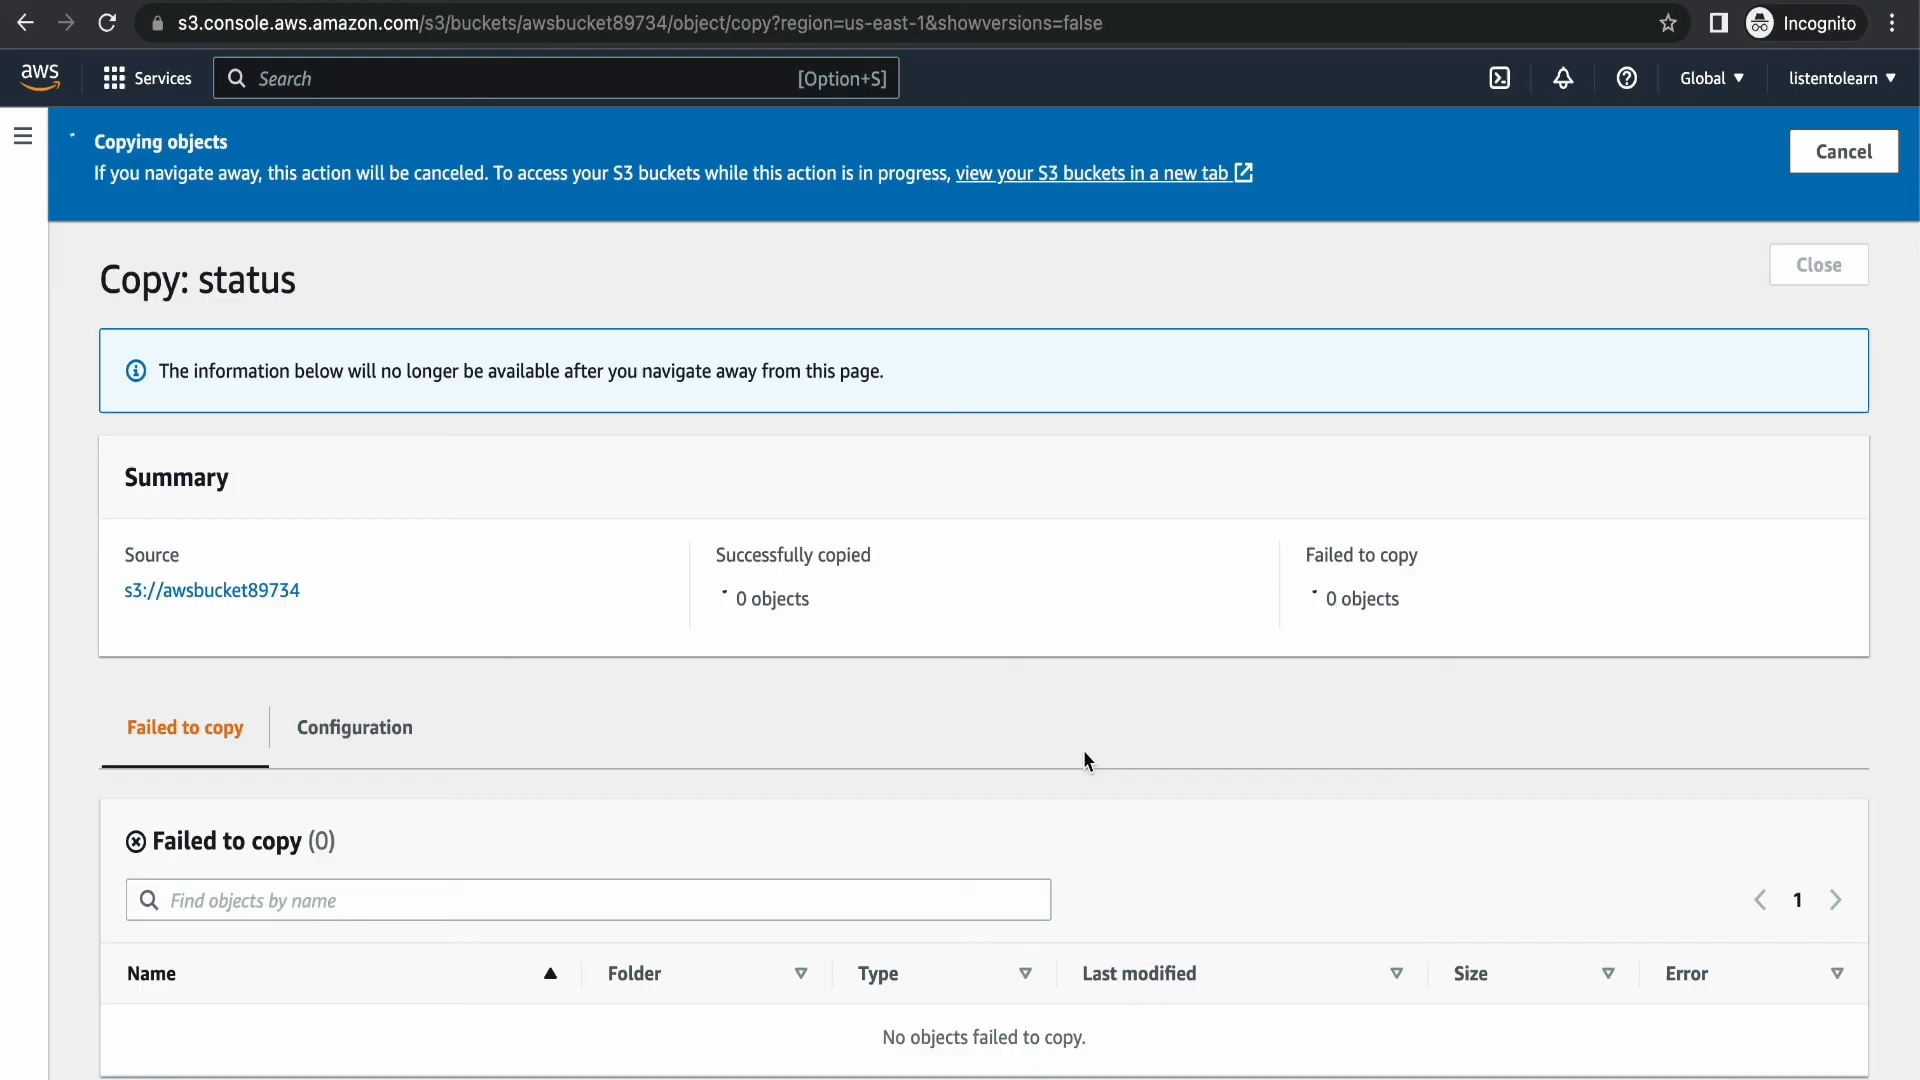 s3.console.aws.amazon.com/s3/buckets/awsbucket89734/object/copy?region=us-east-1&showversions=false
Incognito
aws
Services
Search
[Option+S]
Global
listentolearn
Copying objects
If you navigate away, this action will be canceled. To access your S3 buckets while this action is in progress, view your S3 buckets in a new tab
Cancel
Copy: status
Close
The information below will no longer be available after you navigate away from this page.
Summary
Source
s3://awsbucket89734
Successfully copied
0 objects
Failed to copy
0 objects
Failed to copy
Configuration
Failed to copy (0)
Find objects by name
1
Name
Folder
Type
Last modified
Size
Error
No objects failed to copy.